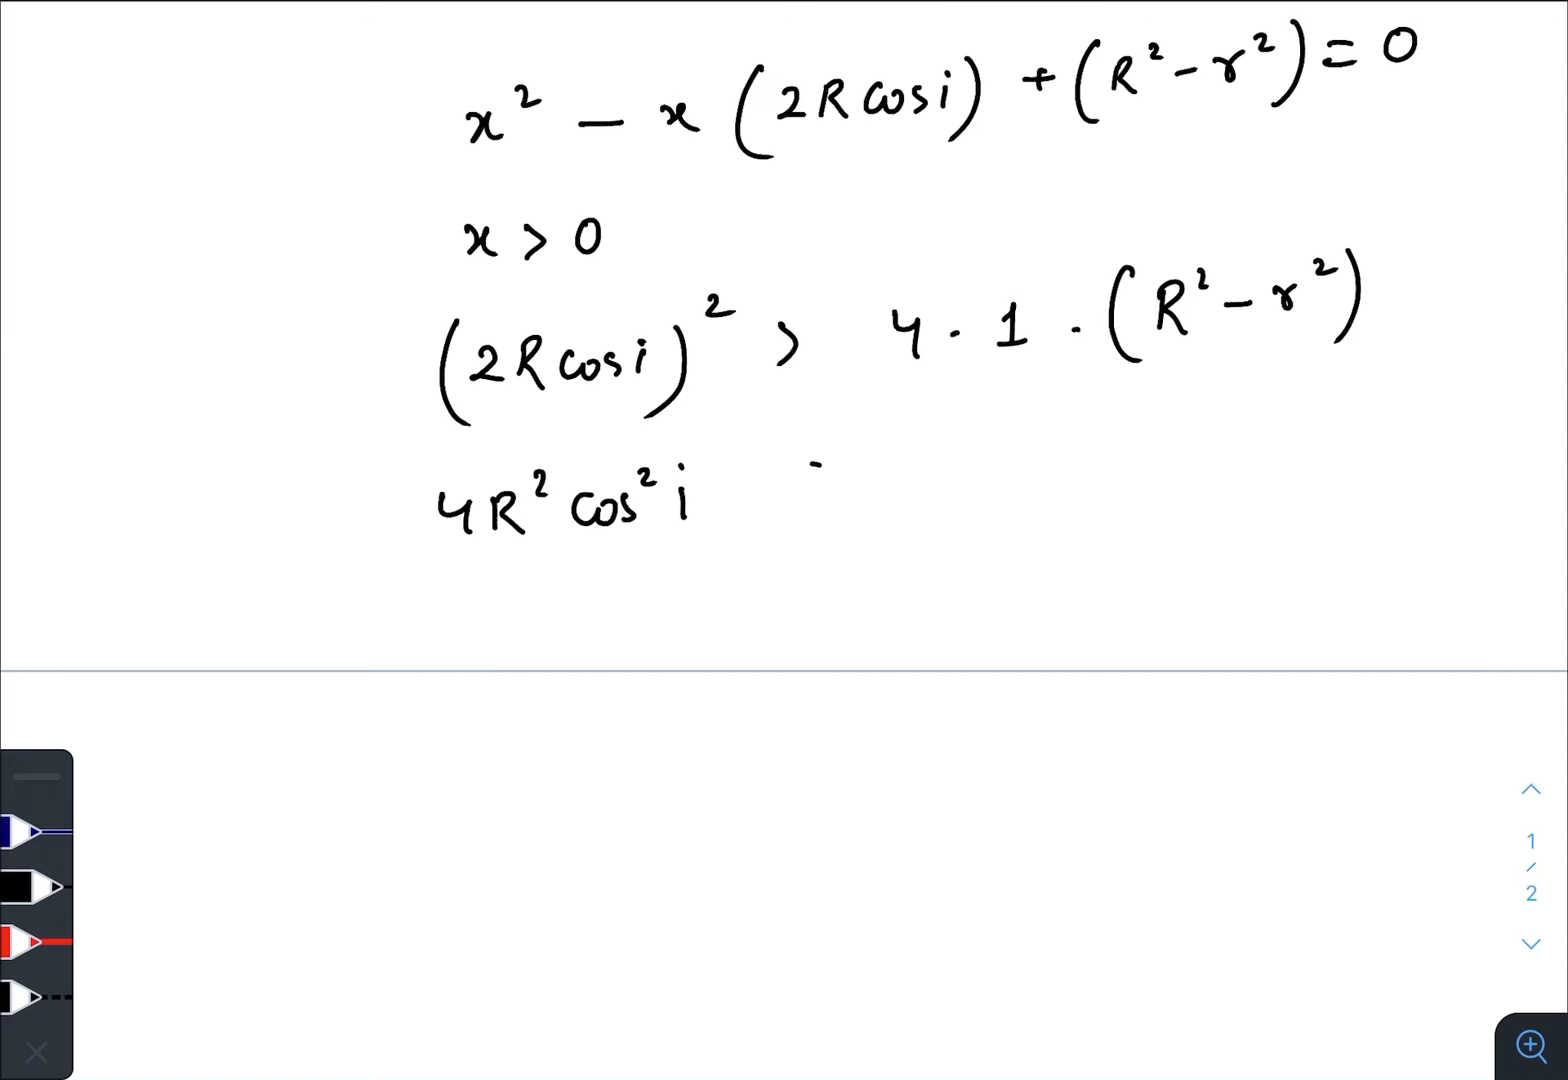 x² - x (2R cos i) + (R² - r²) = 0
x > 0
(2R cos i)² > 4 · 1 · (R² - r²)
4R² cos² i -
1
/
2